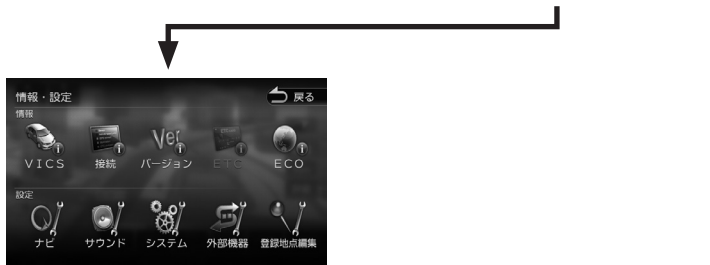 情報・設定 戻る
情報
Ver
VICS 接続 バージョン ETC ECO
設定
ナビ サウンド システム 外部機器 登録地点編集